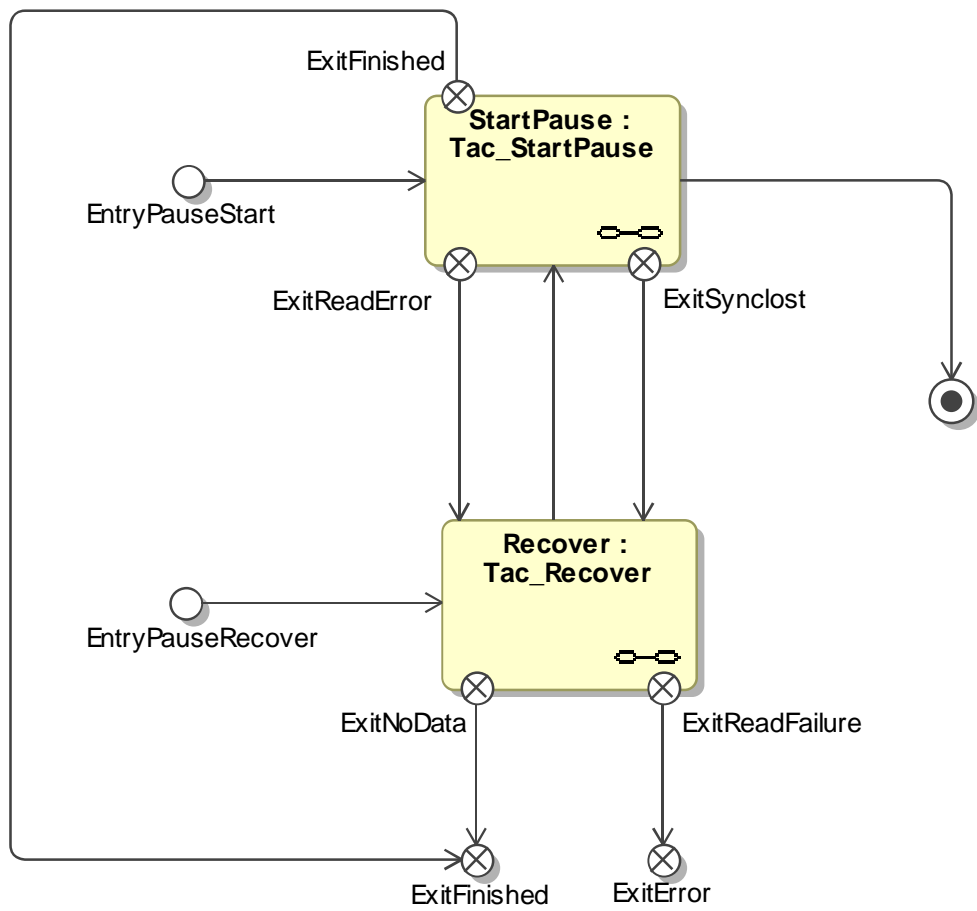 ExitFinished
StartPause :
Tac_StartPause
EntryPauseStart
ExitReadError
ExitSynclost
Recover :
Tac_Recover
EntryPauseRecover
ExitNoData
ExitReadFailure
ExitFinished
ExitError